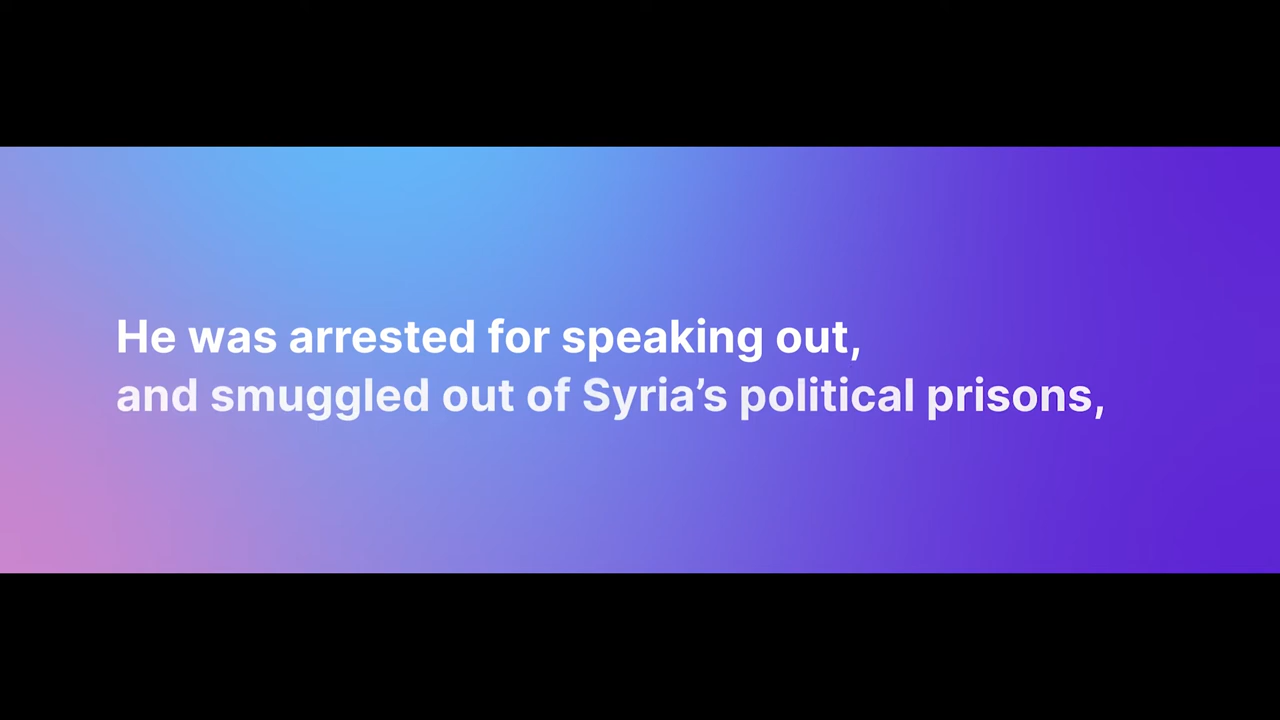 He was arrested for speaking out,
and smuggled out of Syria’s political prisons,